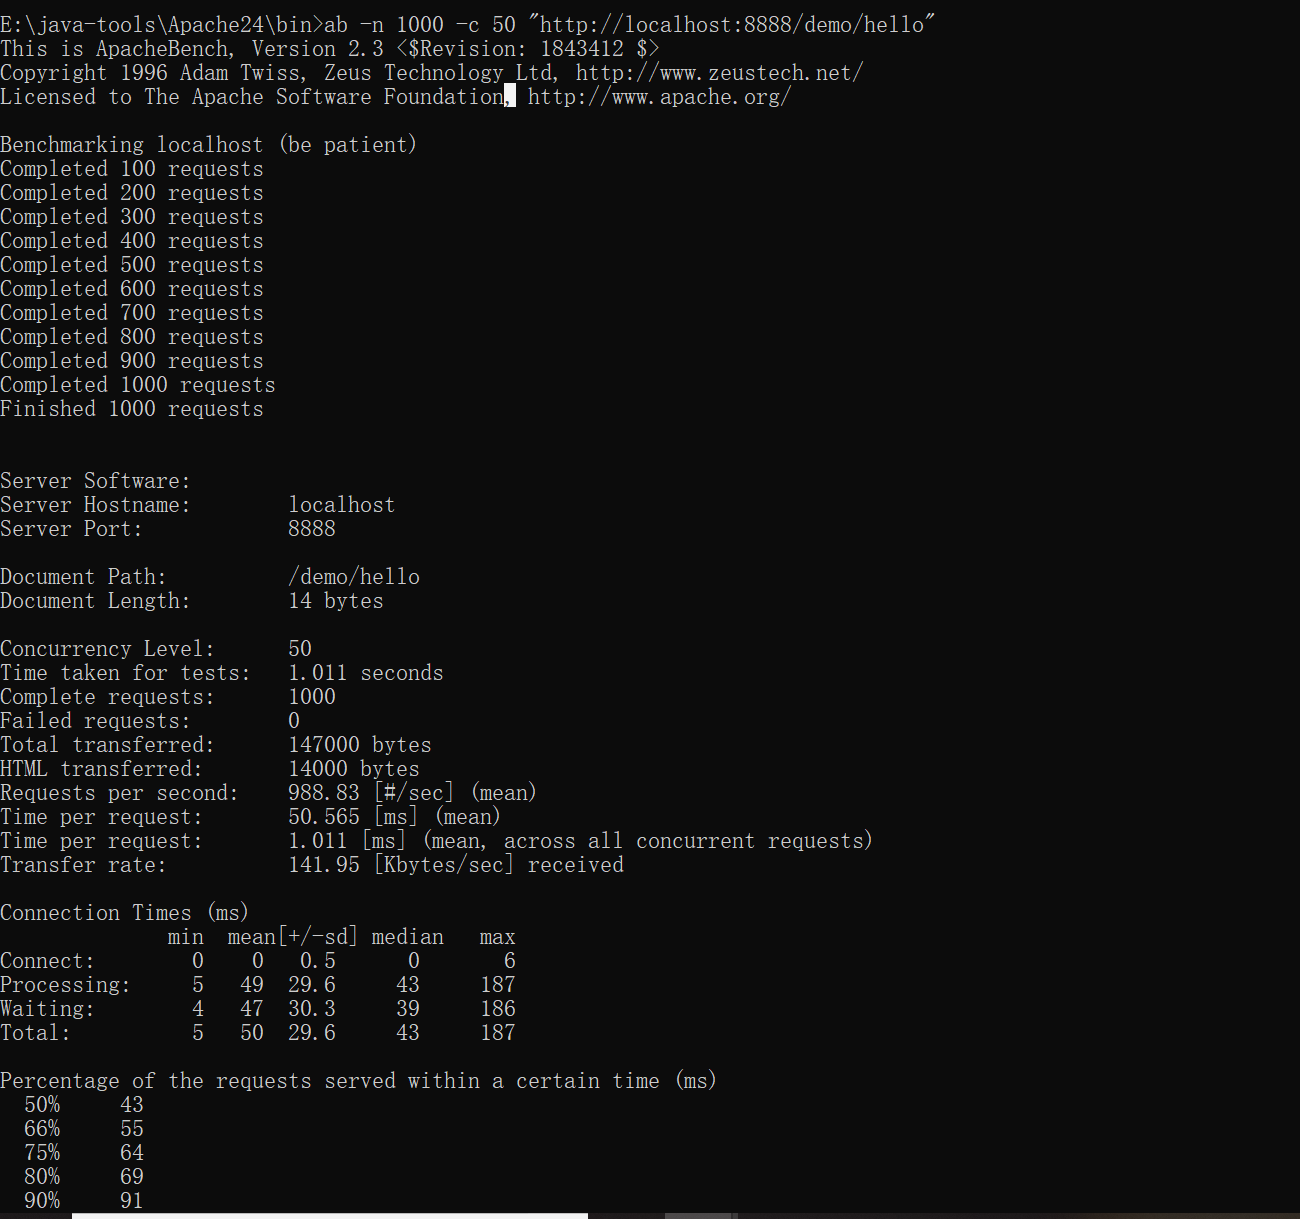 E:\java-tools\Apache24\bin>ab -n 1000 -c 50 "http://localhost:8888/demo/hello"
This is ApacheBench, Version 2.3 <$Revision: 1843412 $>
Copyright 1996 Adam Twiss, Zeus Technology Ltd, http://www.zeustech.net/
Licensed to The Apache Software Foundation, http://www.apache.org/

Benchmarking localhost (be patient)
Completed 100 requests
Completed 200 requests
Completed 300 requests
Completed 400 requests
Completed 500 requests
Completed 600 requests
Completed 700 requests
Completed 800 requests
Completed 900 requests
Completed 1000 requests
Finished 1000 requests


Server Software:
Server Hostname:        localhost
Server Port:            8888

Document Path:          /demo/hello
Document Length:        14 bytes

Concurrency Level:      50
Time taken for tests:   1.011 seconds
Complete requests:      1000
Failed requests:        0
Total transferred:      147000 bytes
HTML transferred:       14000 bytes
Requests per second:    988.83 [#/sec] (mean)
Time per request:       50.565 [ms] (mean)
Time per request:       1.011 [ms] (mean, across all concurrent requests)
Transfer rate:          141.95 [Kbytes/sec] received

Connection Times (ms)
              min  mean[+/-sd] median   max
Connect:        0    0   0.5      0       6
Processing:     5   49  29.6     43     187
Waiting:        4   47  30.3     39     186
Total:          5   50  29.6     43     187

Percentage of the requests served within a certain time (ms)
  50%     43
  66%     55
  75%     64
  80%     69
  90%     91